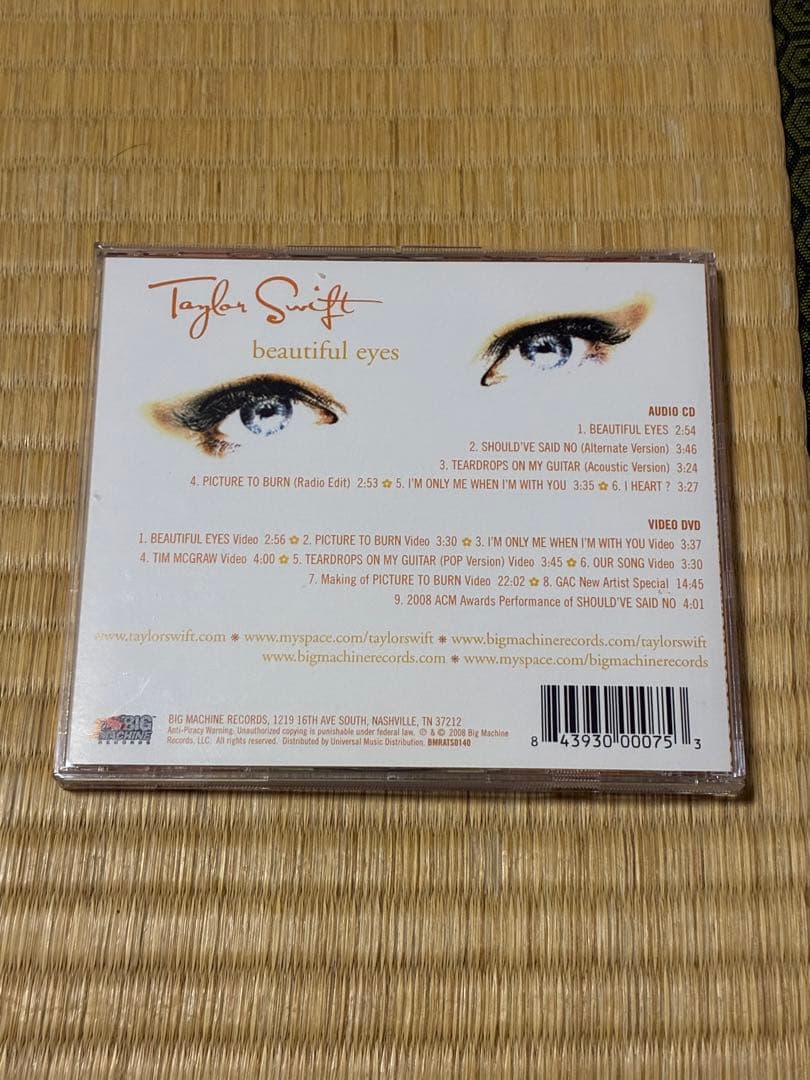 Taylor Swift
beautiful eyes
AUDIO CD
1. BEAUTIFUL EYES 2:54
2. SHOULD'VE SAID NO (Alternate Version) 3:46
3. TEARDROPS ON MY GUITAR (Acoustic Version) 3:24
4. PICTURE TO BURN (Radio Edit) 2:53 ✿ 5. I'M ONLY ME WHEN I'M WITH YOU 3:35 ✿ 6. I HEART ? 3:27
VIDEO DVD
1. BEAUTIFUL EYES Video 2:56 ✿ 2. PICTURE TO BURN Video 3:30 ✿ 3. I'M ONLY ME WHEN I'M WITH YOU Video 3:37
4. TIM MCGRAW Video 4:00 ✿ 5. TEARDROPS ON MY GUITAR (POP Version) Video 3:45 ✿ 6. OUR SONG Video 3:30
7. Making of PICTURE TO BURN Video 22:02 ✿ 8. GAC New Artist Special 14:45
9. 2008 ACM Awards Performance of SHOULD'VE SAID NO 4:01
www.taylorswift.com ✷ www.myspace.com/taylorswift ✷ www.bigmachinerecords.com/taylorswift
www.bigmachinerecords.com ✷ www.myspace.com/bigmachinerecords
BIG
MACHINE
RECORDS
BIG MACHINE RECORDS, 1219 16TH AVE SOUTH, NASHVILLE, TN 37212
Anti-Piracy Warning: Unauthorized copying is punishable under federal law. ℗ & © 2008 Big Machine
Records, LLC. All rights reserved. Distributed by Universal Music Distribution. BMRATS0140
8 43930 00075 3